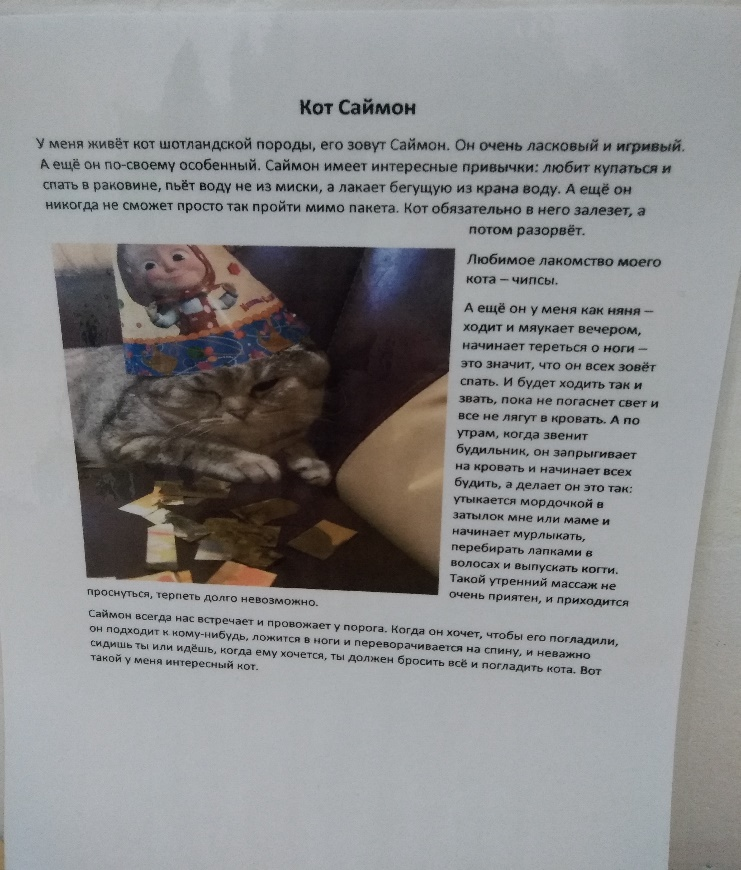 Кот Саймон
У меня живёт кот шотландской породы, его зовут Саймон. Он очень ласковый и игривый.
А ещё он по-своему особенный. Саймон имеет интересные привычки: любит купаться и
спать в раковине, пьёт воду не из миски, а лакает бегущую из крана воду. А ещё он
никогда не сможет просто так пройти мимо пакета. Кот обязательно в него залезет, а
потом разорвёт.
Любимое лакомство моего
кота – чипсы.
А ещё он у меня как няня –
ходит и мяукает вечером,
начинает тереться о ноги –
это значит, что он всех зовёт
спать. И будет ходить так и
звать, пока не погаснет свет и
все не лягут в кровать. А по
утрам, когда звенит
будильник, он запрыгивает
на кровать и начинает всех
будить, а делает он это так:
утыкается мордочкой в
затылок мне или маме и
начинает мурлыкать,
перебирать лапками в
волосах и выпускать когти.
Такой утренний массаж не
очень приятен, и приходится
проснуться, терпеть долго невозможно.
Саймон всегда нас встречает и провожает у порога. Когда он хочет, чтобы его погладили,
он подходит к кому-нибудь, ложится в ноги и переворачивается на спину, и неважно
сидишь ты или идёшь, когда ему хочется, ты должен бросить всё и погладить кота. Вот
такой у меня интересный кот.